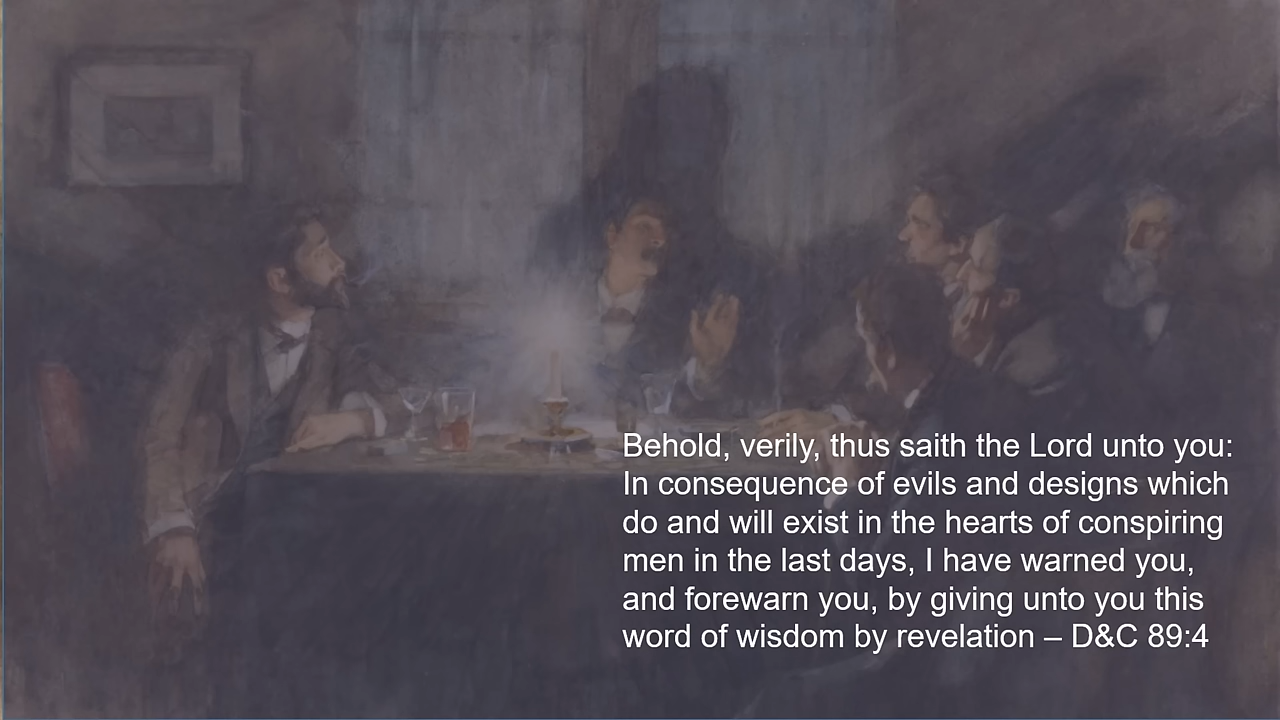 Behold, verily, thus saith the Lord unto you:
In consequence of evils and designs which
do and will exist in the hearts of conspiring
men in the last days, I have warned you,
and forewarn you, by giving unto you this
word of wisdom by revelation – D&C 89:4